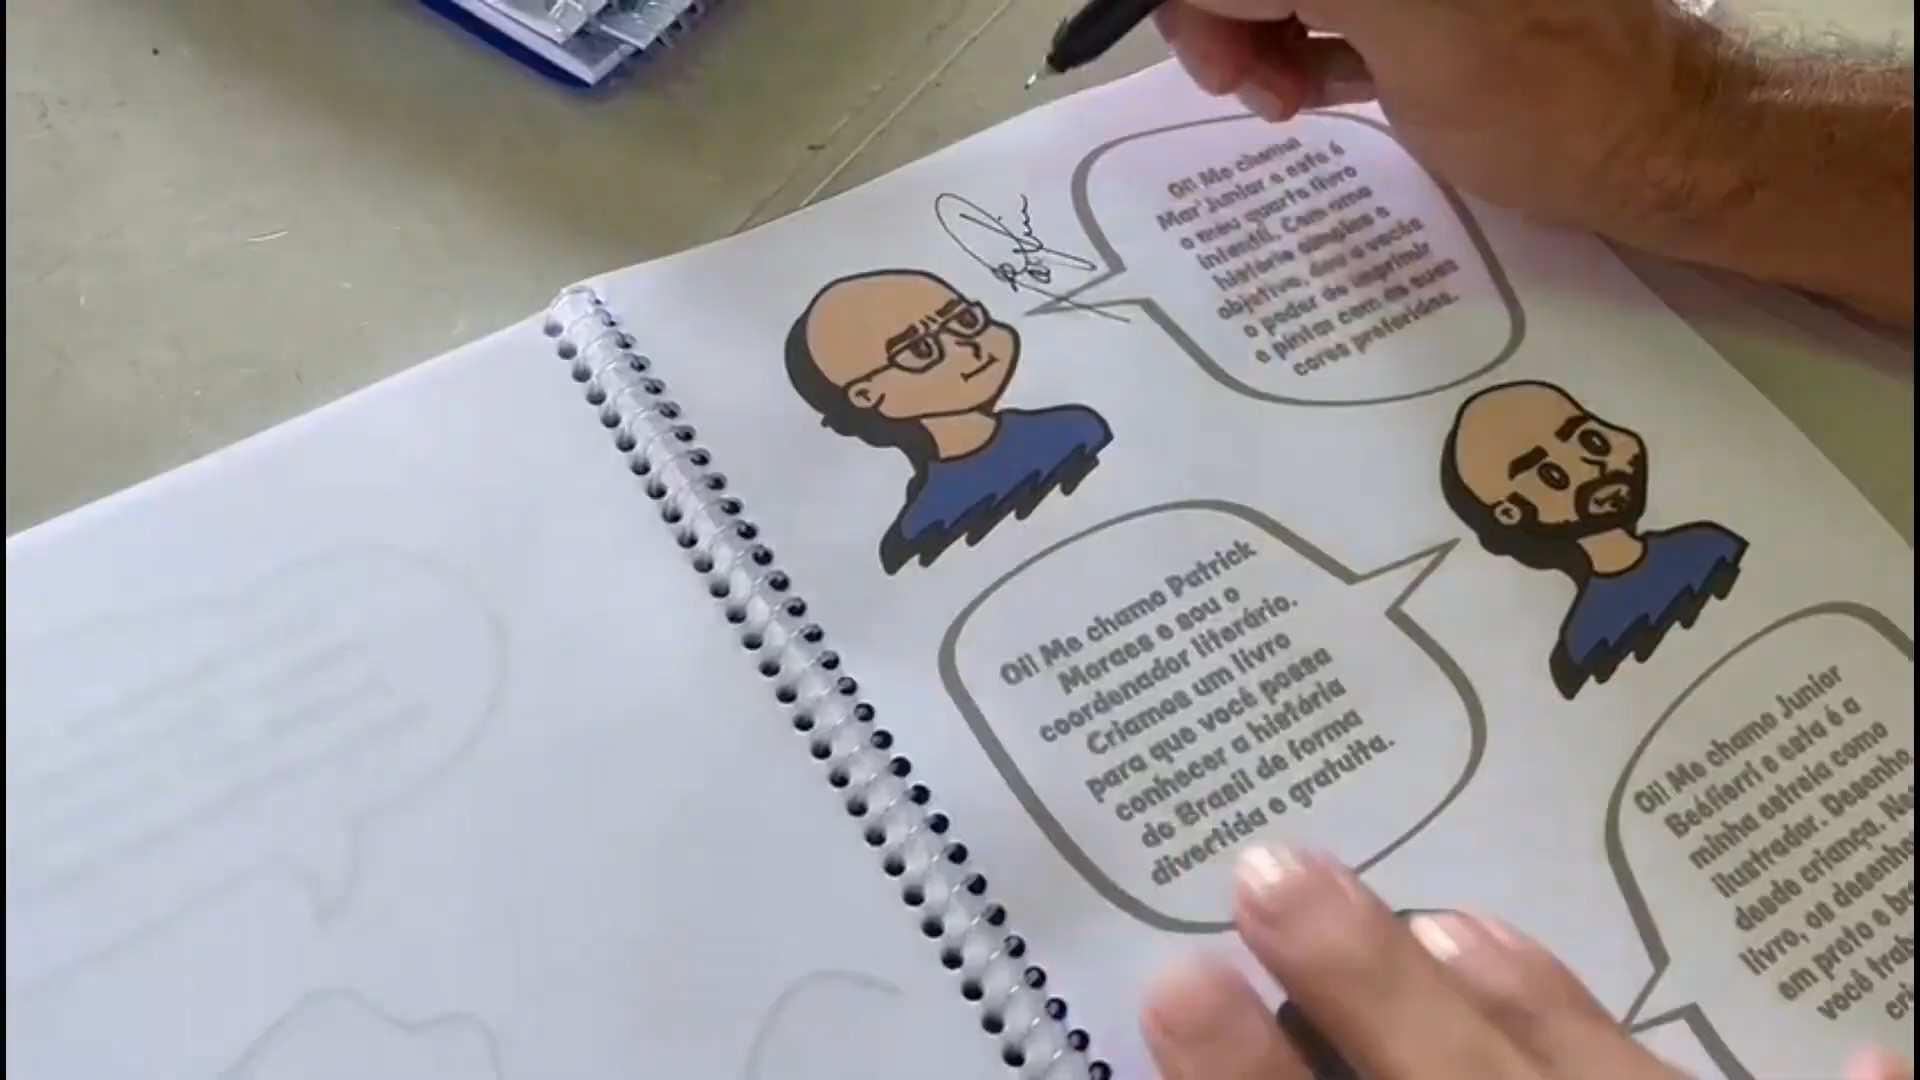 Oi! Me chamo
Mar'Junior e este é
o meu quarto livro
infantil. Com uma
história simples e
objetiva, dou a vocês
o poder de imprimir
e pintar com as suas
cores preferidas.
Oi! Me chamo Patrick
Moraes e sou o
coordenador literário.
Criamos um livro
para que você possa
conhecer a história
do Brasil de forma
divertida e gratuita.
Oi! Me chamo Junior
Beéfierri e esta é a
minha estreia como
ilustrador. Desenho
desde criança.
livro, os
em preto e
você